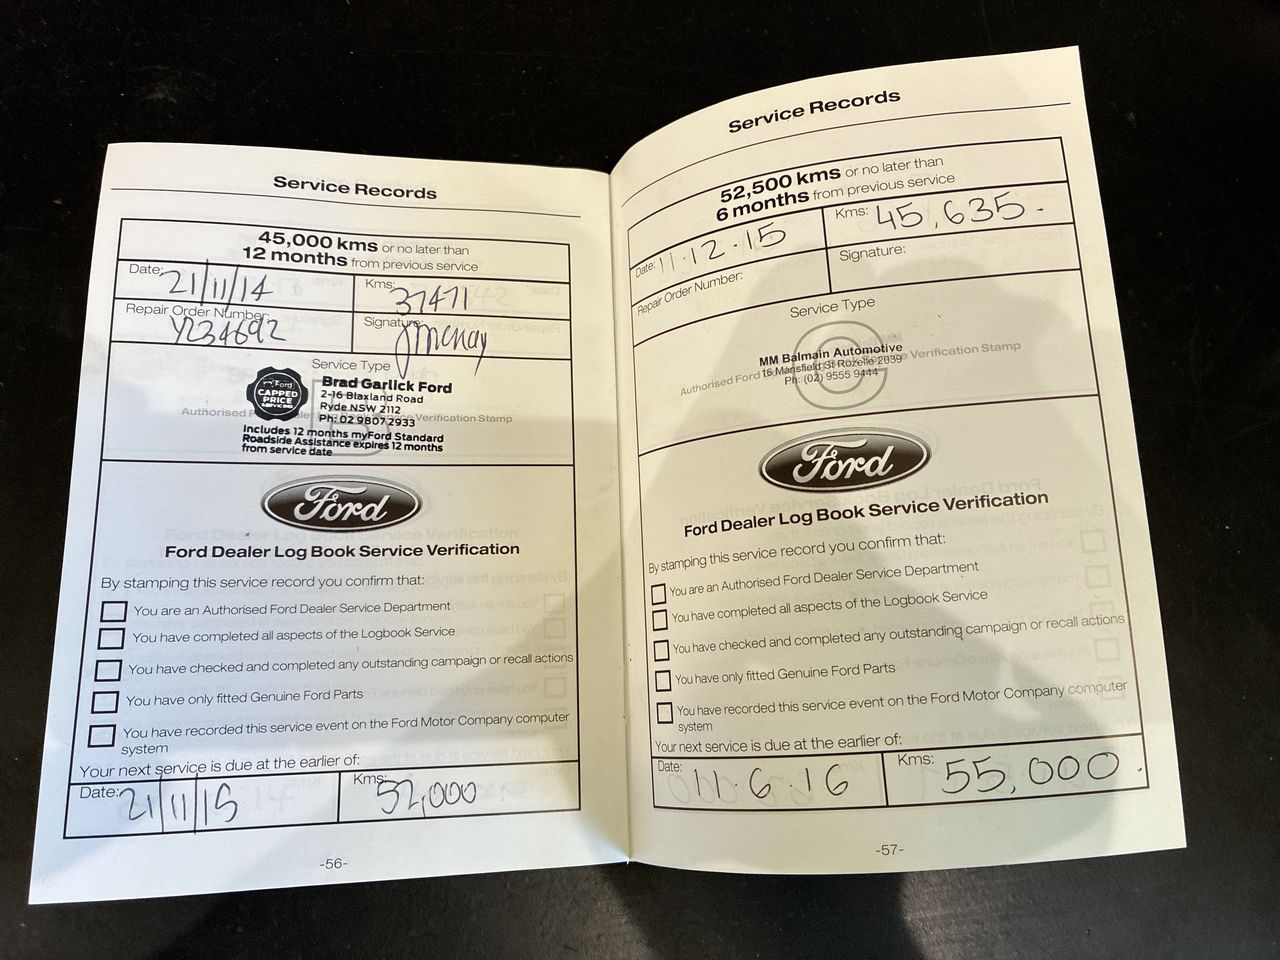 Service Records
45,000 kms or no later than
12 months from previous service
Date: 21/11/14
Kms: 37471
Repair Order Number: Y234692
Signature:
Service Type
B
Ford
CAPPED
PRICE
SERVICING
Brad Garlick Ford
2-16 Blaxland Road
Ryde NSW 2112
Ph: 02 9807 2933
Authorised Ford Dealer Service Verification Stamp
Includes 12 months myFord Standard
Roadside Assistance expires 12 months
from service date
Ford
Ford Dealer Log Book Service Verification
By stamping this service record you confirm that:
You are an Authorised Ford Dealer Service Department
You have completed all aspects of the Logbook Service
You have checked and completed any outstanding campaign or recall actions
You have only fitted Genuine Ford Parts
You have recorded this service event on the Ford Motor Company computer
system
Your next service is due at the earlier of:
Date: 21/11/15
Kms: 52,000
-56-
Service Records
52,500 kms or no later than
6 months from previous service
Date: 11.12.15
Kms: 45,635.
Repair Order Number:
Signature:
Service Type
C
MM Balmain Automotive
16 Mansfield St Rozelle 2039
Ph: (02) 9555 9444
Authorised Ford Verification Stamp
Ford
Ford Dealer Log Book Service Verification
By stamping this service record you confirm that:
You are an Authorised Ford Dealer Service Department
You have completed all aspects of the Logbook Service
You have checked and completed any outstanding campaign or recall actions
You have only fitted Genuine Ford Parts
You have recorded this service event on the Ford Motor Company computer
system
Your next service is due at the earlier of:
Date: 11.6.16
Kms: 55,000.
-57-